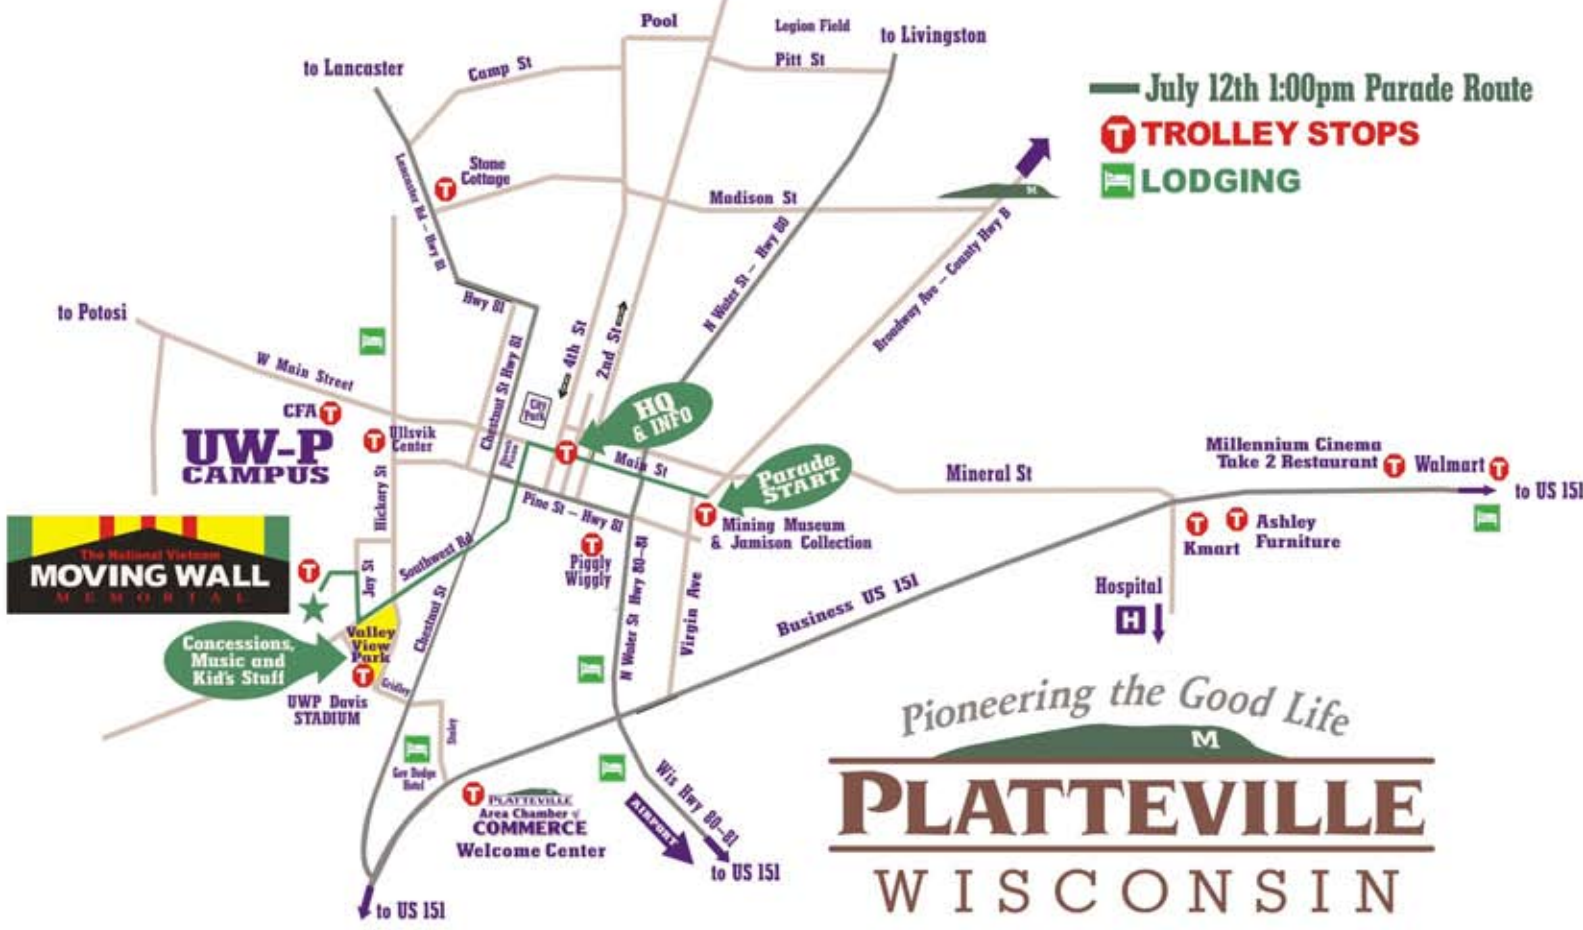 Pool
Legion Field
to Livingston
Pitt St
to Lancaster
Camp St
July 12th 1:00pm Parade Route
T TROLLEY STOPS
LODGING
Lancaster Rd – Hwy 81
T
Stone
Cottage
Madison St
M
N Water St – Hwy 80
Broadway Ave – County Hwy B
Hwy 81
to Potosi
W Main Street
Chestnut St Hwy 81
4th St
2nd St
City
Park
HQ
& INFO
CFA T
T Ullsvik
Center
UW-P
CAMPUS
T
Main St
Parade
START
Mineral St
Millennium Cinema
Take 2 Restaurant T
Walmart T
to US 151
Hickory St
Pine St – Hwy 81
T
Mining Museum
& Jamison Collection
T
Kmart
T Ashley
Furniture
T
Piggly
Wiggly
The National Vietnam
MOVING WALL
MEMORIAL
T
Jay St
Southwest Rd
Chestnut St
N Water St Hwy 80–81
Virgin Ave
Business US 151
Hospital
H
Concessions,
Music and
Kid's Stuff
Valley
View
Park
T
UWP Davis
STADIUM
Gridley
Staley
Gov Dodge
Hotel
T PLATTEVILLE
Area Chamber of
COMMERCE
Welcome Center
Wis Hwy 80–81
AIRPORT
to US 151
to US 151
Pioneering the Good Life
M
PLATTEVILLE
WISCONSIN